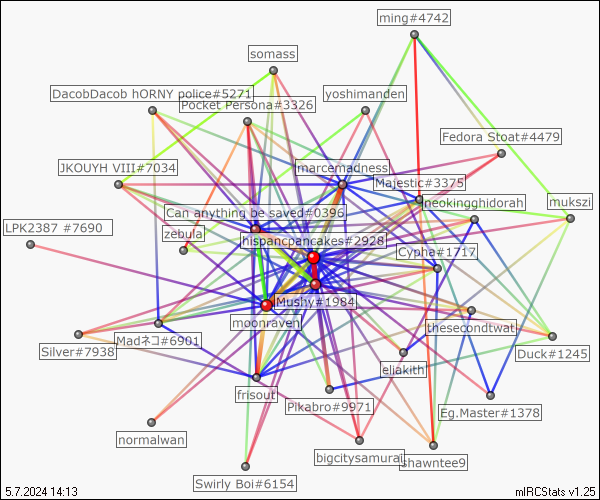 ming#4742
somass
DacobDacob hORNY police#5271
yoshimanden
Pocket Persona#3326
Fedora Stoat#4479
JKOUYH VIII#7034
marcemadness
Majestic#3375
mukszi
neokingghidorah
Can anything be saved#0396
LPK2387 #7690
zebula
hispancpancakes#2928
Cypha#1717
Mushy#1984
moonraven
thesecondtwat
Madネコ#6901
Silver#7938
Duck#1245
eljakith
frisout
Pikabro#9971
Eg.Master#1378
normalwan
bigcitysamurai
shawntee9
Swirly Boi#6154
5.7.2024 14:13
mIRCStats v1.25